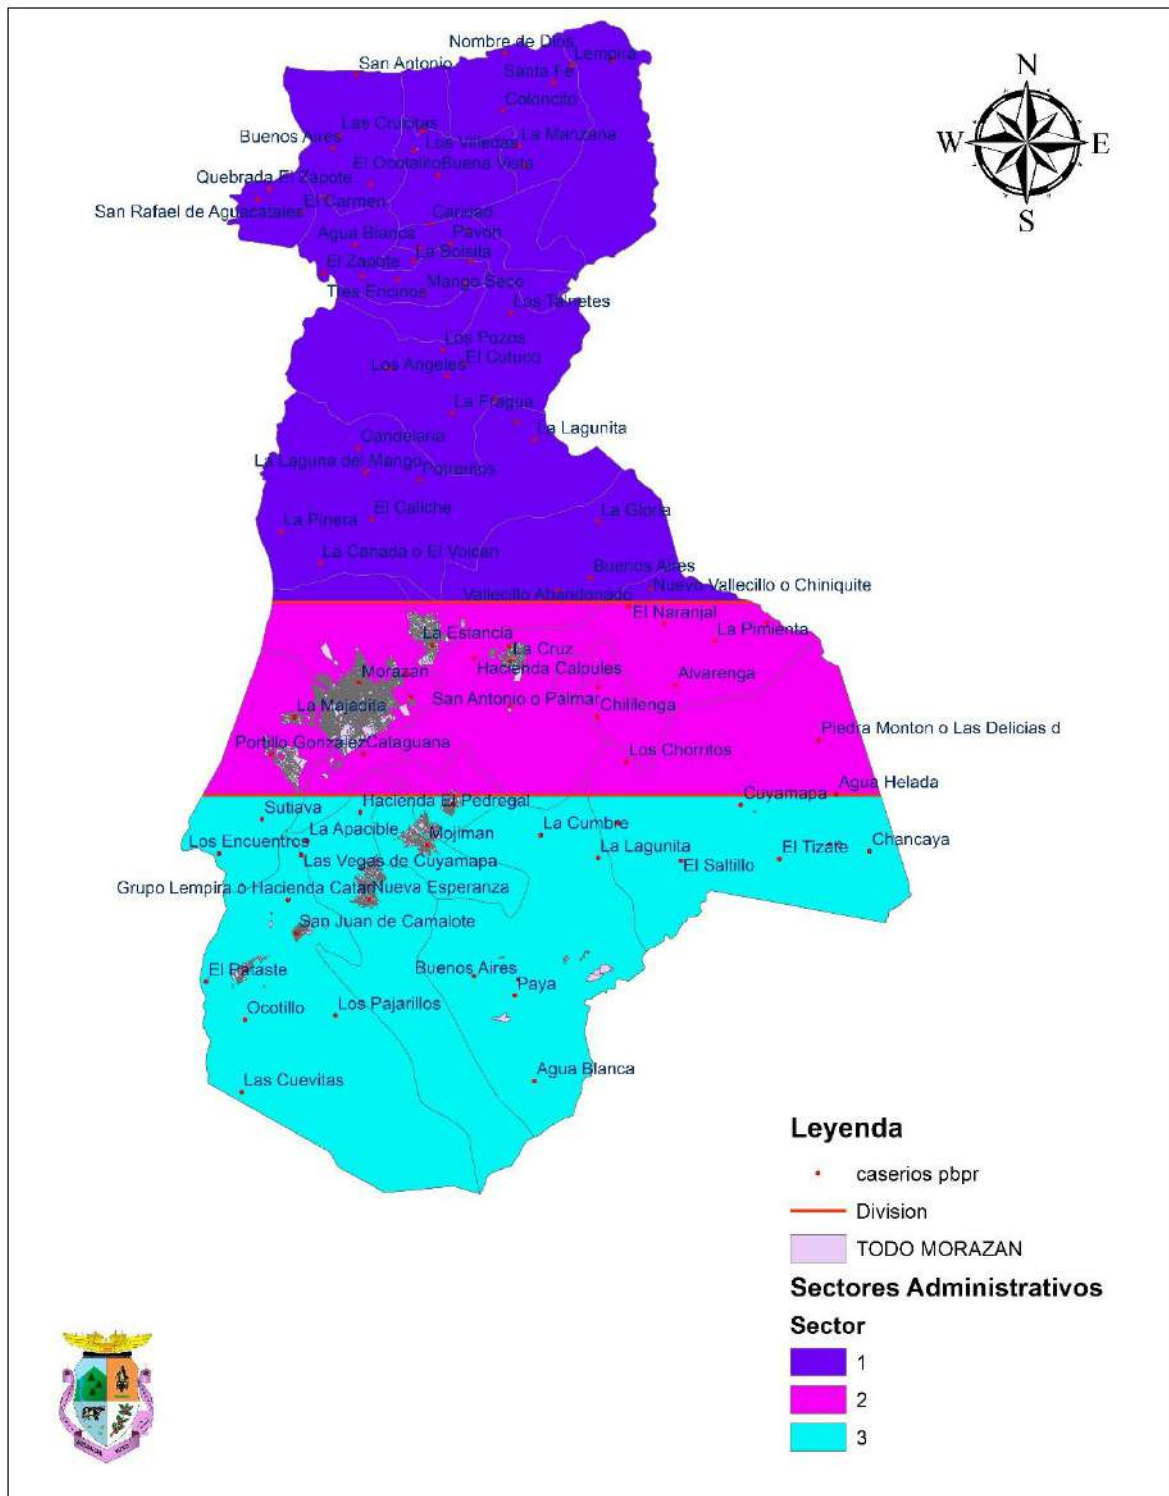 Nombre de Dios
Lempira
San Antonio
Santa Fe
Coloncito
N
W
E
S
Las Crucitas
La Manzana
Buenos Aires
Los Villedas
El Ocotalito
Buena Vista
Quebrada El Zapote
El Carmen
San Rafael de Aguacatales
Caridad
Agua Blanca
Pavon
La Bolsita
El Zapote
Mango Seco
Tres Encinos
Los Talnetes
Los Pozos
El Cutuco
Los Angeles
La Fragua
La Lagunita
Candelaria
La Laguna del Mango
Potreritos
El Caliche
La Gloria
La Pinera
La Canada o El Volcan
Buenos Aires
Nuevo Vallecillo o Chiniquite
Vallecillo Abandonado
El Naranjal
La Estancia
La Pimienta
La Cruz
Hacienda Calpules
Morazan
Alvarenga
San Antonio o Palmar
La Majadita
Chililenga
Piedra Monton o Las Delicias d
Portillo Gonzalez
Cataguana
Los Chorritos
Agua Helada
Cuyamapa
Hacienda El Pedregal
Sutiava
La Apacible
Mojiman
La Cumbre
Los Encuentros
Chancaya
El Tizate
Las Vegas de Cuyamapa
La Lagunita
El Saltillo
Grupo Lempira o Hacienda Catar
Nueva Esperanza
San Juan de Camalote
El Pataste
Buenos Aires
Paya
Ocotillo
Los Pajarillos
Agua Blanca
Las Cuevitas
Leyenda
caserios pbpr
Division
TODO MORAZAN
Sectores Administrativos
Sector
1
2
3